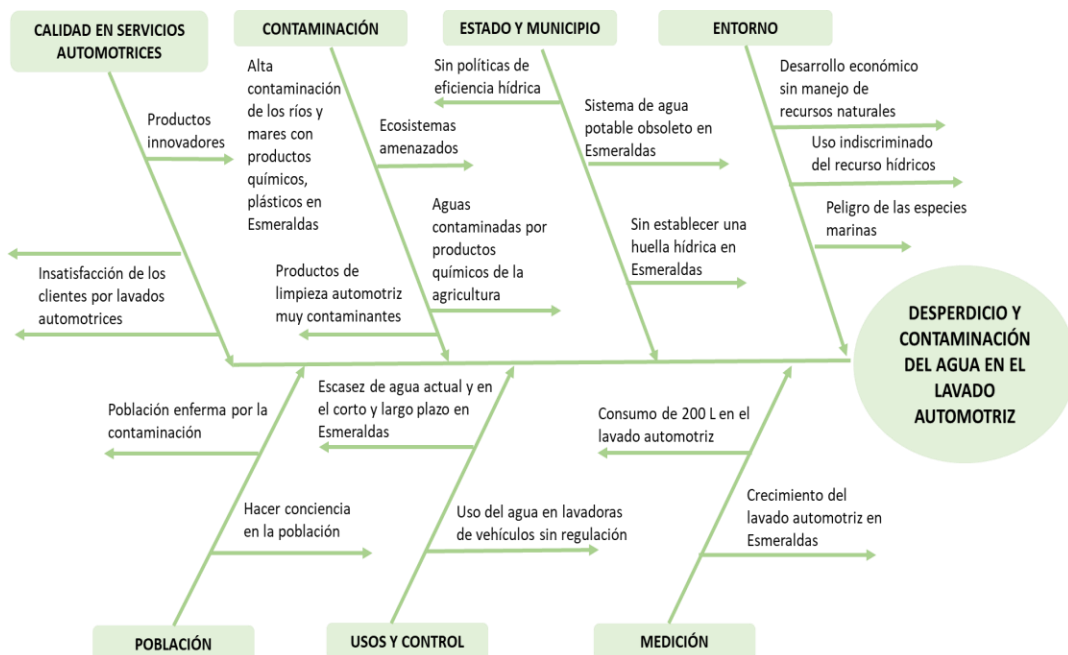 CALIDAD EN SERVICIOS
AUTOMOTRICES
Productos
innovadores
Insatisfacción de los
clientes por lavados
automotrices
CONTAMINACIÓN
Alta
contaminación
de los ríos y
mares con
productos
químicos,
plásticos en
Esmeraldas
Ecosistemas
amenazados
Aguas
contaminadas por
productos
químicos de la
agricultura
Productos de
limpieza automotriz
muy contaminantes
ESTADO Y MUNICIPIO
Sin políticas de
eficiencia hídrica
Sistema de agua
potable obsoleto en
Esmeraldas
Sin establecer una
huella hídrica en
Esmeraldas
ENTORNO
Desarrollo económico
sin manejo de
recursos naturales
Uso indiscriminado
del recurso hídricos
Peligro de las especies
marinas
DESPERDICIO Y
CONTAMINACIÓN
DEL AGUA EN EL
LAVADO
AUTOMOTRIZ
Población enferma por la
contaminación
Hacer conciencia
en la población
POBLACIÓN
Escasez de agua actual y en
el corto y largo plazo en
Esmeraldas
Uso del agua en lavadoras
de vehículos sin regulación
USOS Y CONTROL
Consumo de 200 L en el
lavado automotriz
Crecimiento del
lavado automotriz en
Esmeraldas
MEDICIÓN